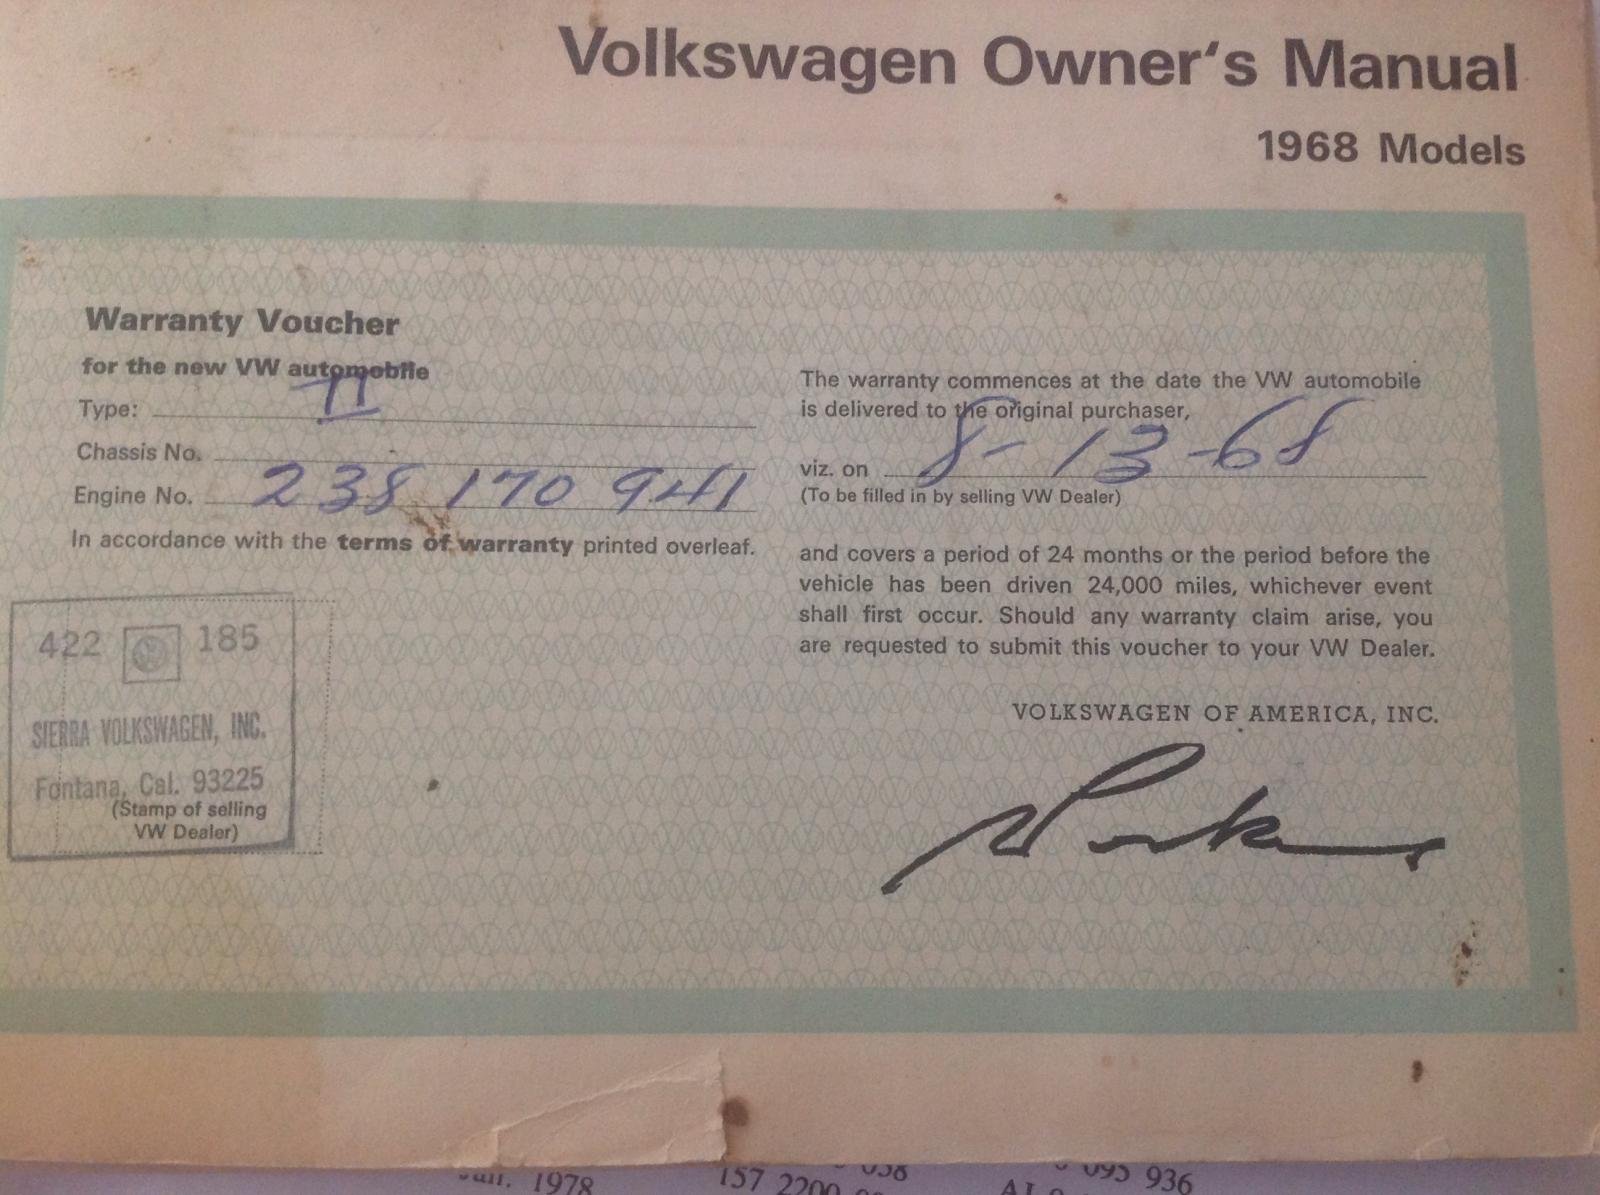 Volkswagen Owner's Manual
1968 Models
Warranty Voucher
for the new VW automobile
Type: II
Chassis No.
Engine No. 238 170 941
In accordance with the terms of warranty printed overleaf.
422 185
SIERRA VOLKSWAGEN, INC.
Fontana, Cal. 93225
(Stamp of selling
VW Dealer)
The warranty commences at the date the VW automobile
is delivered to the original purchaser,
viz. on 8-13-68
(To be filled in by selling VW Dealer)
and covers a period of 24 months or the period before the
vehicle has been driven 24,000 miles, whichever event
shall first occur. Should any warranty claim arise, you
are requested to submit this voucher to your VW Dealer.
VOLKSWAGEN OF AMERICA, INC.
1978 157 2200 038 095 936